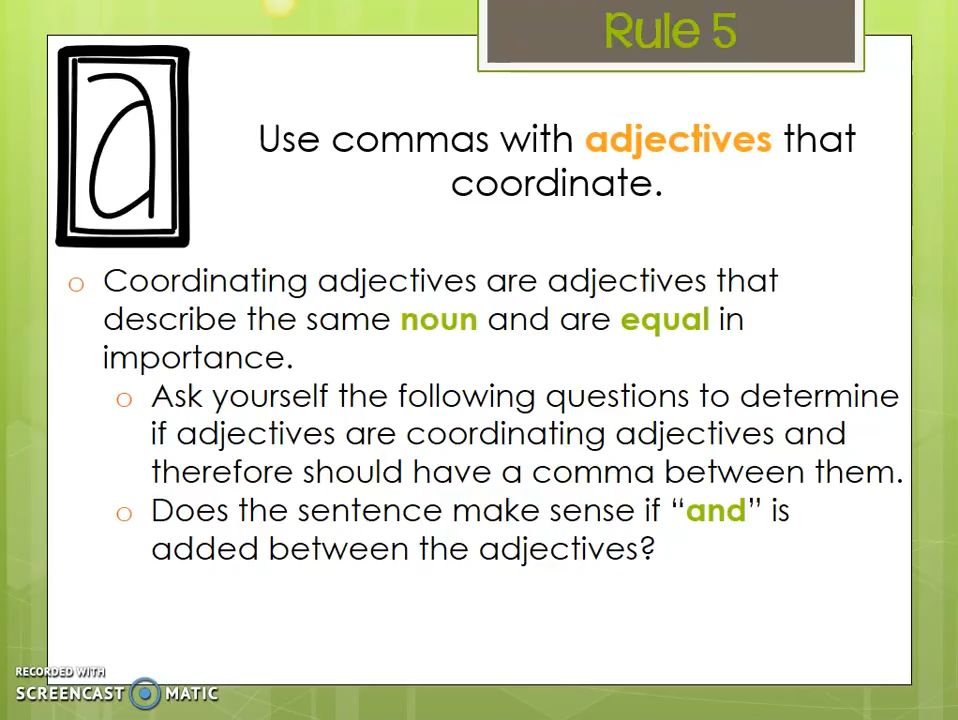 Rule 5
a
Use commas with adjectives that
coordinate.
o Coordinating adjectives are adjectives that
describe the same noun and are equal in
importance.
o Ask yourself the following questions to determine
if adjectives are coordinating adjectives and
therefore should have a comma between them.
o Does the sentence make sense if “and” is
added between the adjectives?
RECORDED WITH
SCREENCAST MATIC